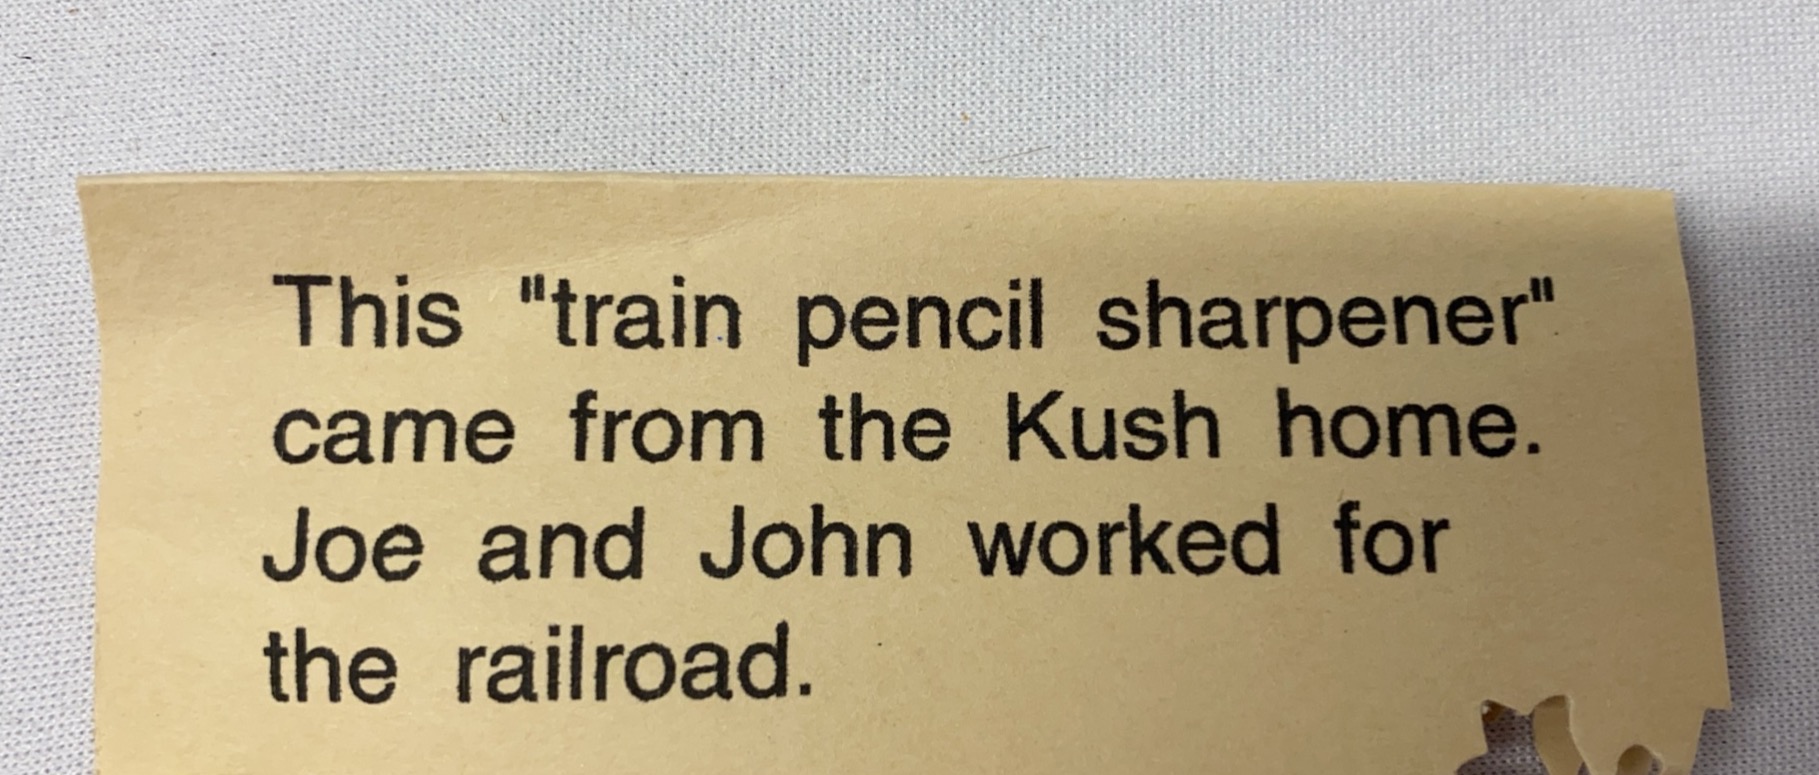 This "train pencil sharpener"
came from the Kush home.
Joe and John worked for
the railroad.